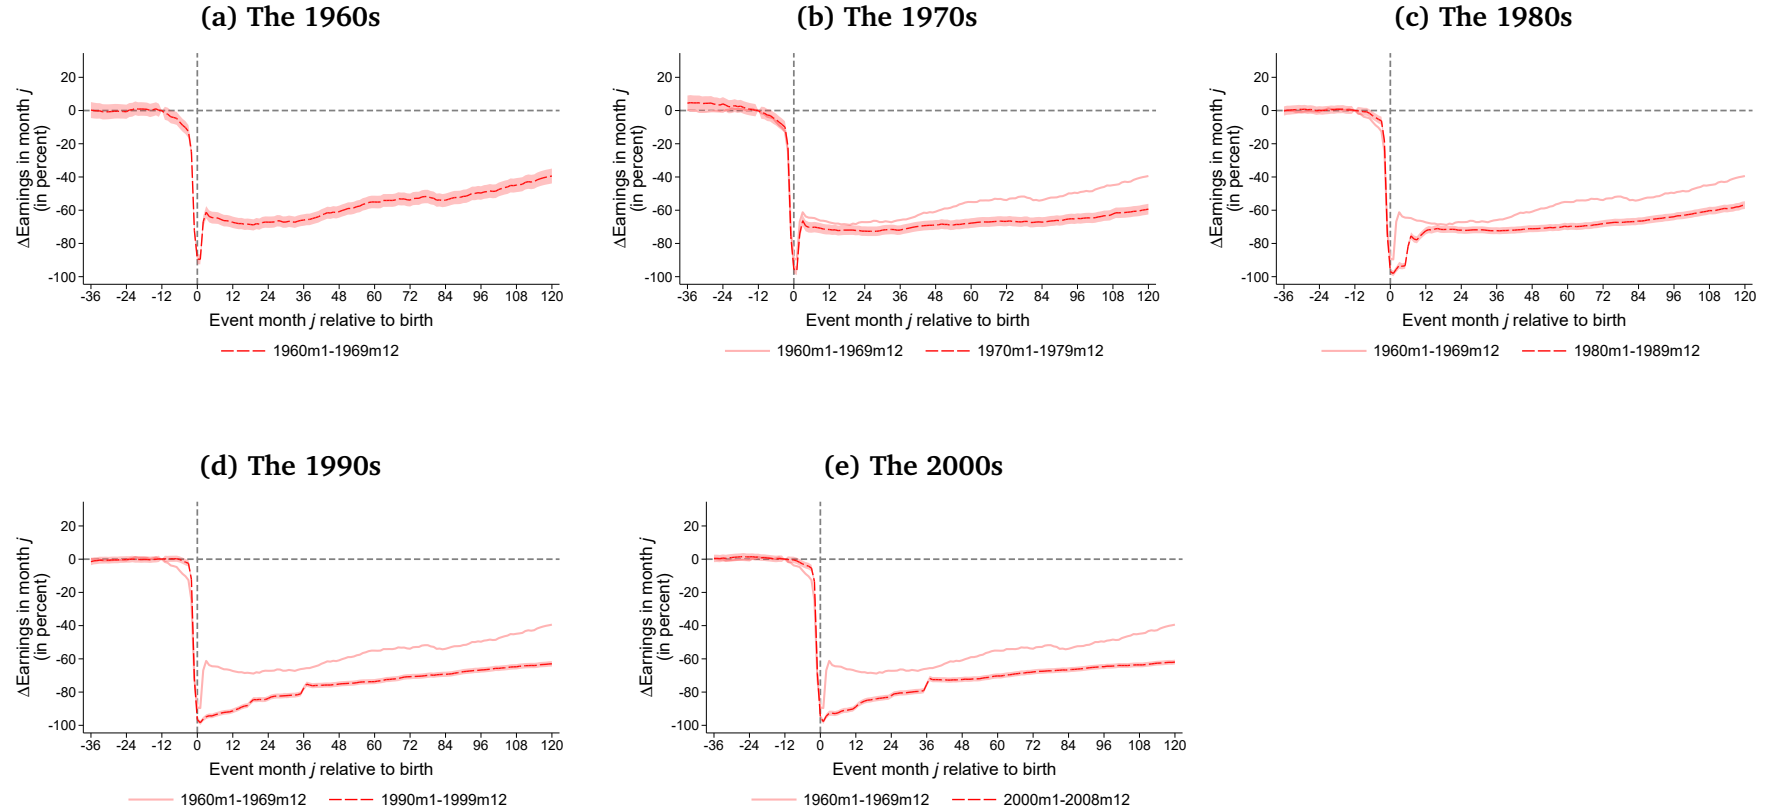 (a) The 1960s
ΔEarnings in month j
(in percent)
20
0
-20
-40
-60
-80
-100
-36 -24 -12 0 12 24 36 48 60 72 84 96 108 120
Event month j relative to birth
1960m1-1969m12
(b) The 1970s
ΔEarnings in month j
(in percent)
20
0
-20
-40
-60
-80
-100
-36 -24 -12 0 12 24 36 48 60 72 84 96 108 120
Event month j relative to birth
1960m1-1969m12 1970m1-1979m12
(c) The 1980s
ΔEarnings in month j
(in percent)
20
0
-20
-40
-60
-80
-100
-36 -24 -12 0 12 24 36 48 60 72 84 96 108 120
Event month j relative to birth
1960m1-1969m12 1980m1-1989m12
(d) The 1990s
ΔEarnings in month j
(in percent)
20
0
-20
-40
-60
-80
-100
-36 -24 -12 0 12 24 36 48 60 72 84 96 108 120
Event month j relative to birth
1960m1-1969m12 1990m1-1999m12
(e) The 2000s
ΔEarnings in month j
(in percent)
20
0
-20
-40
-60
-80
-100
-36 -24 -12 0 12 24 36 48 60 72 84 96 108 120
Event month j relative to birth
1960m1-1969m12 2000m1-2008m12